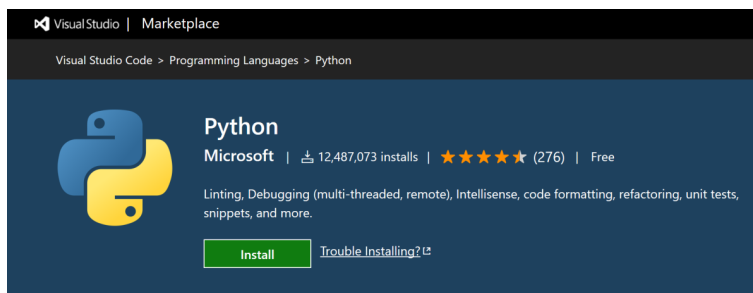 Visual Studio | Marketplace
Visual Studio Code > Programming Languages > Python
Python
Microsoft | 12,487,073 installs | (276) | Free
Linting, Debugging (multi-threaded, remote), Intellisense, code formatting, refactoring, unit tests,
snippets, and more.
Install Trouble Installing?